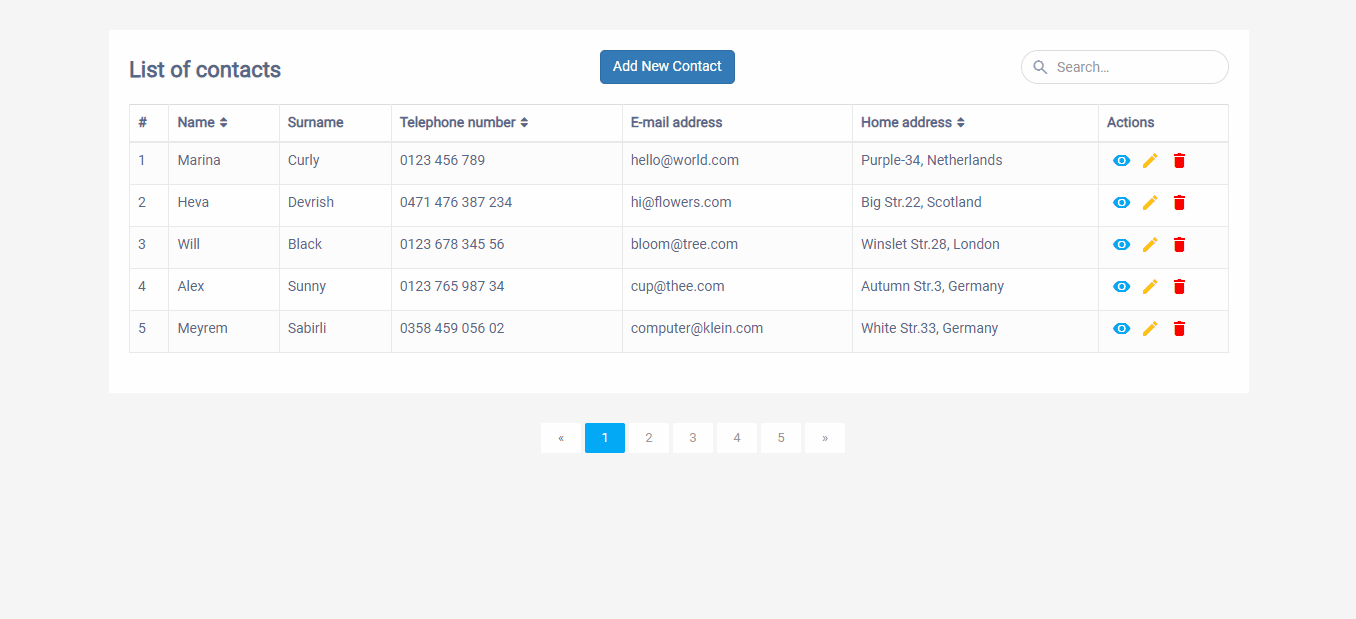 List of contacts Add New Contact Search...
# Name Surname Telephone number E-mail address Home address Actions
1 Marina Curly 0123 456 789 hello@world.com Purple-34, Netherlands
2 Heva Devrish 0471 476 387 234 hi@flowers.com Big Str.22, Scotland
3 Will Black 0123 678 345 56 bloom@tree.com Winslet Str.28, London
4 Alex Sunny 0123 765 987 34 cup@thee.com Autumn Str.3, Germany
5 Meyrem Sabirli 0358 459 056 02 computer@klein.com White Str.33, Germany
« 1 2 3 4 5 »